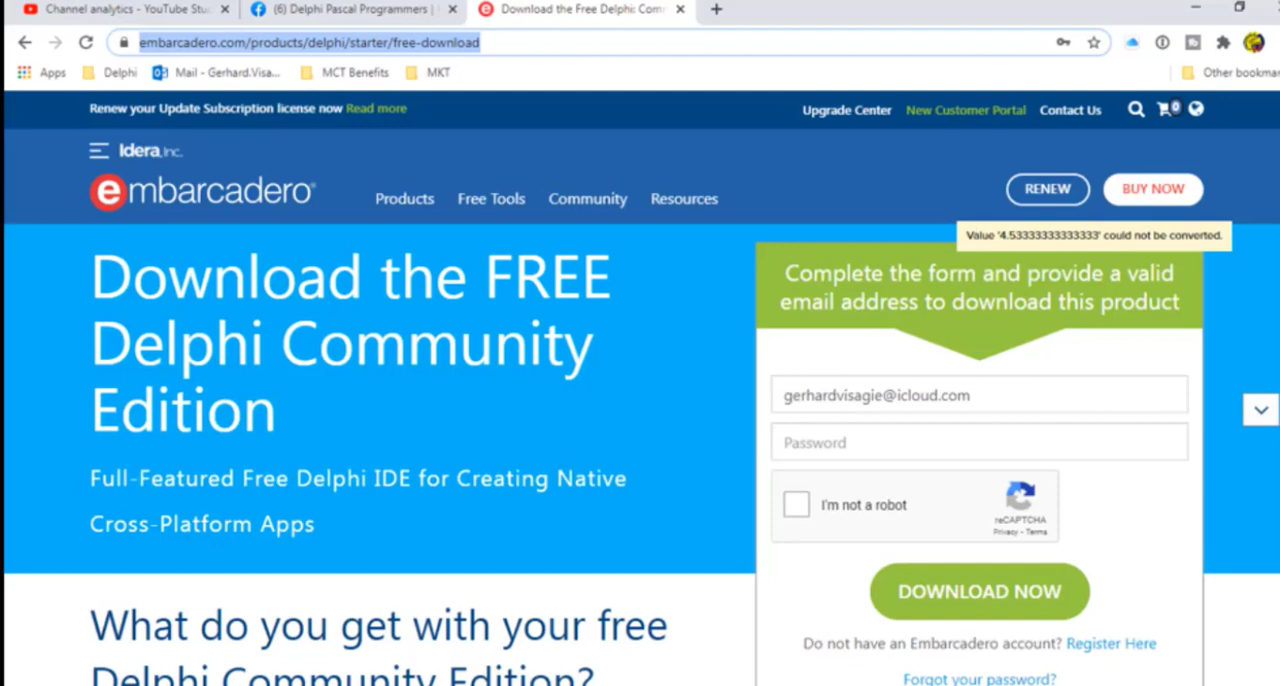 Channel analytics - YouTube Stu
(6) Delphi Pascal Programmers |
Download the Free Delphi Com
embarcadero.com/products/delphi/starter/free-download
Apps
Delphi
Mail - Gerhard.Visa...
MCT Benefits
MKT
Other bookma
Renew your Update Subscription license now Read more
Upgrade Center
New Customer Portal
Contact Us
0
Idera, Inc.
embarcadero®
Products
Free Tools
Community
Resources
RENEW
BUY NOW
Value '4.53333333333333' could not be converted.
Download the FREE
Delphi Community
Edition
Full-Featured Free Delphi IDE for Creating Native
Cross-Platform Apps
Complete the form and provide a valid
email address to download this product
gerhardvisagie@icloud.com
Password
I'm not a robot
reCAPTCHA
Privacy - Terms
DOWNLOAD NOW
Do not have an Embarcadero account? Register Here
Forgot your password?
What do you get with your free
Delphi Community Edition?